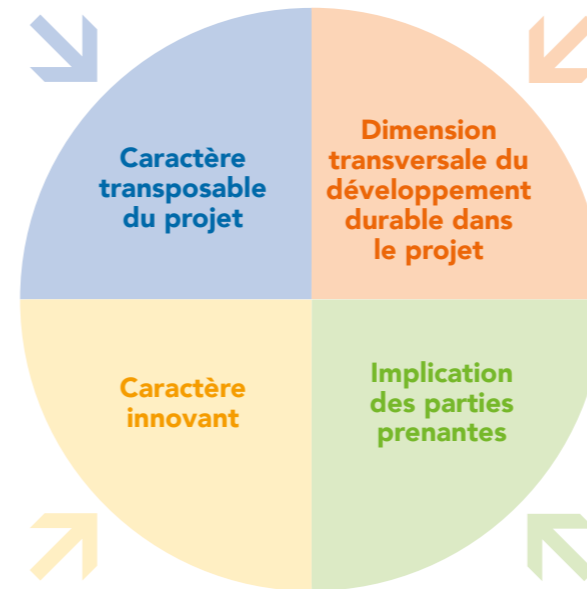 Caractère
transposable
du projet
Dimension
transversale du
développement
durable dans
le projet
Caractère
innovant
Implication
des parties
prenantes